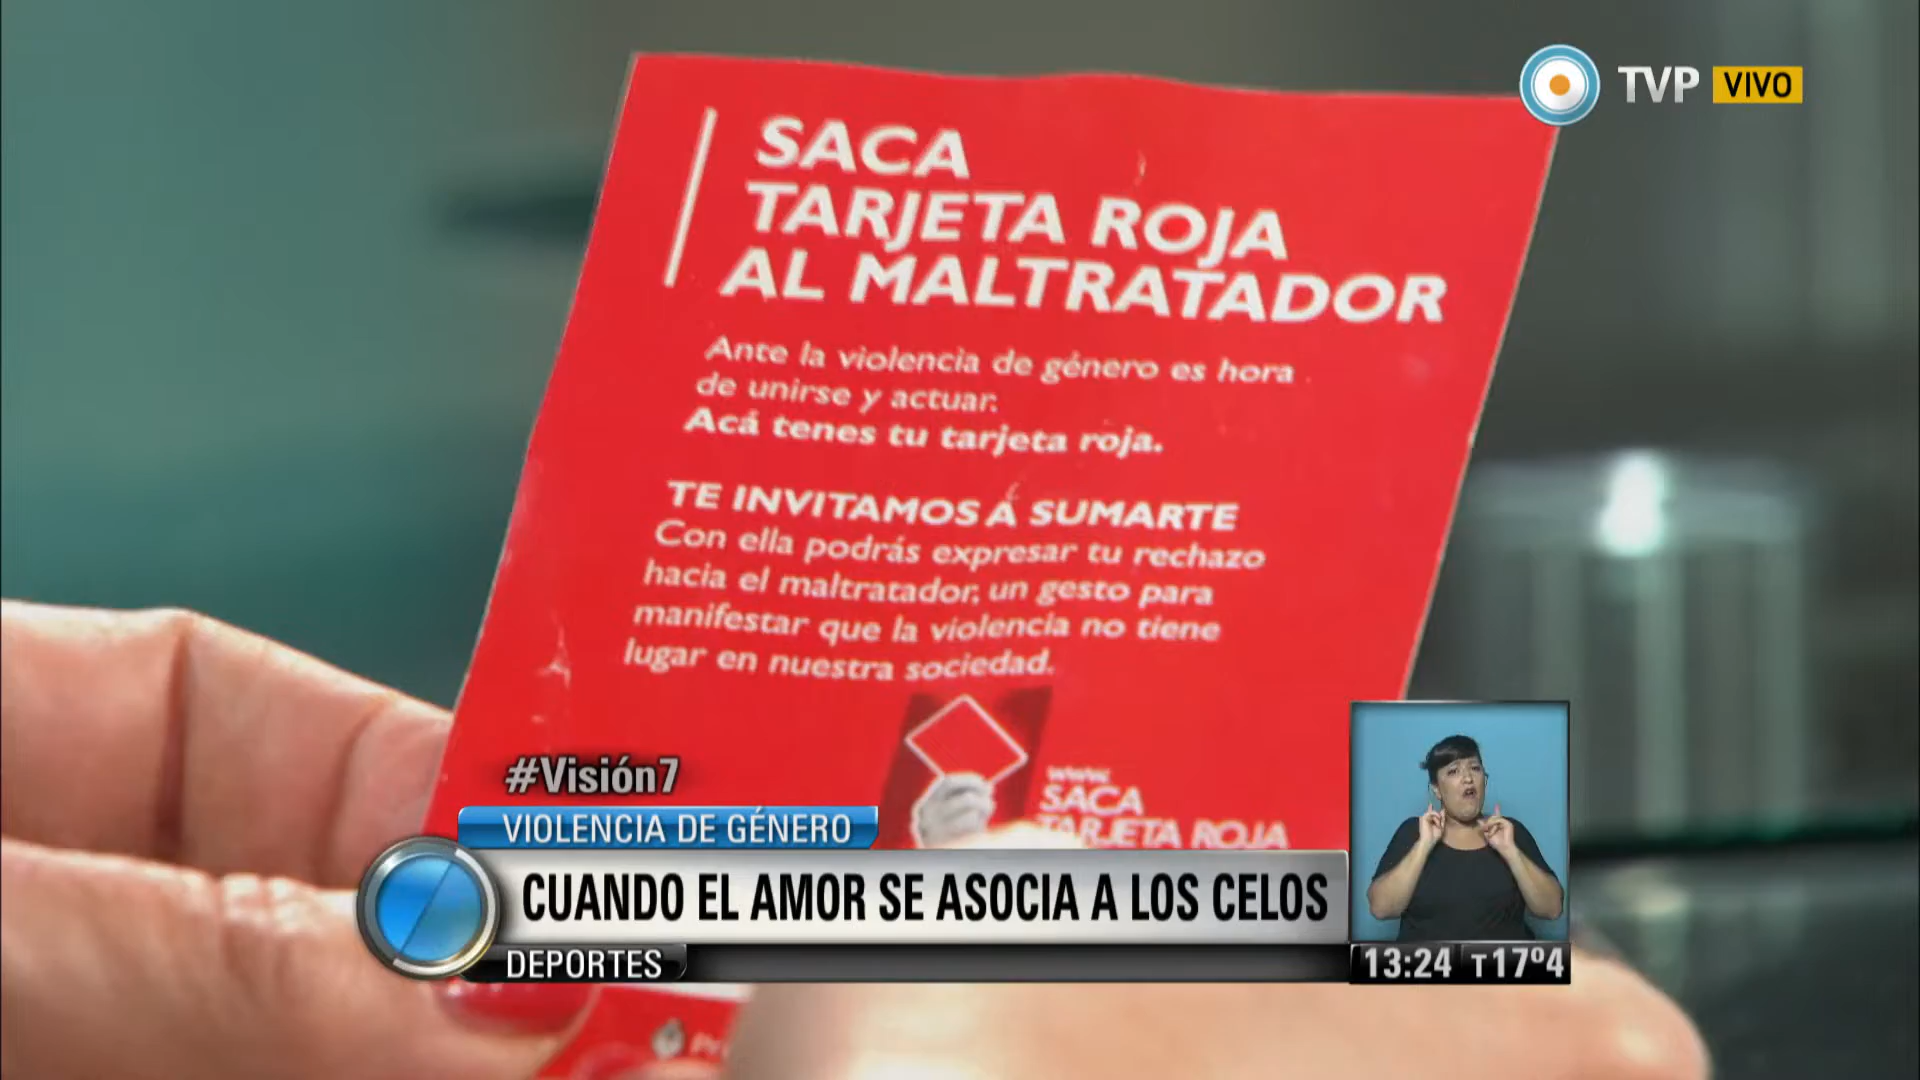 TVP VIVO
SACA
TARJETA ROJA
AL MALTRATADOR
Ante la violencia de género es hora
de unirse y actuar.
Acá tenes tu tarjeta roja.
TE INVITAMOS A SUMARTE
Con ella podrás expresar tu rechazo
hacia el maltratador, un gesto para
manifestar que la violencia no tiene
lugar en nuestra sociedad.
www.
SACA
TARJETA ROJA
#Visión7
VIOLENCIA DE GÉNERO
CUANDO EL AMOR SE ASOCIA A LOS CELOS
DEPORTES
13:24 T17º4